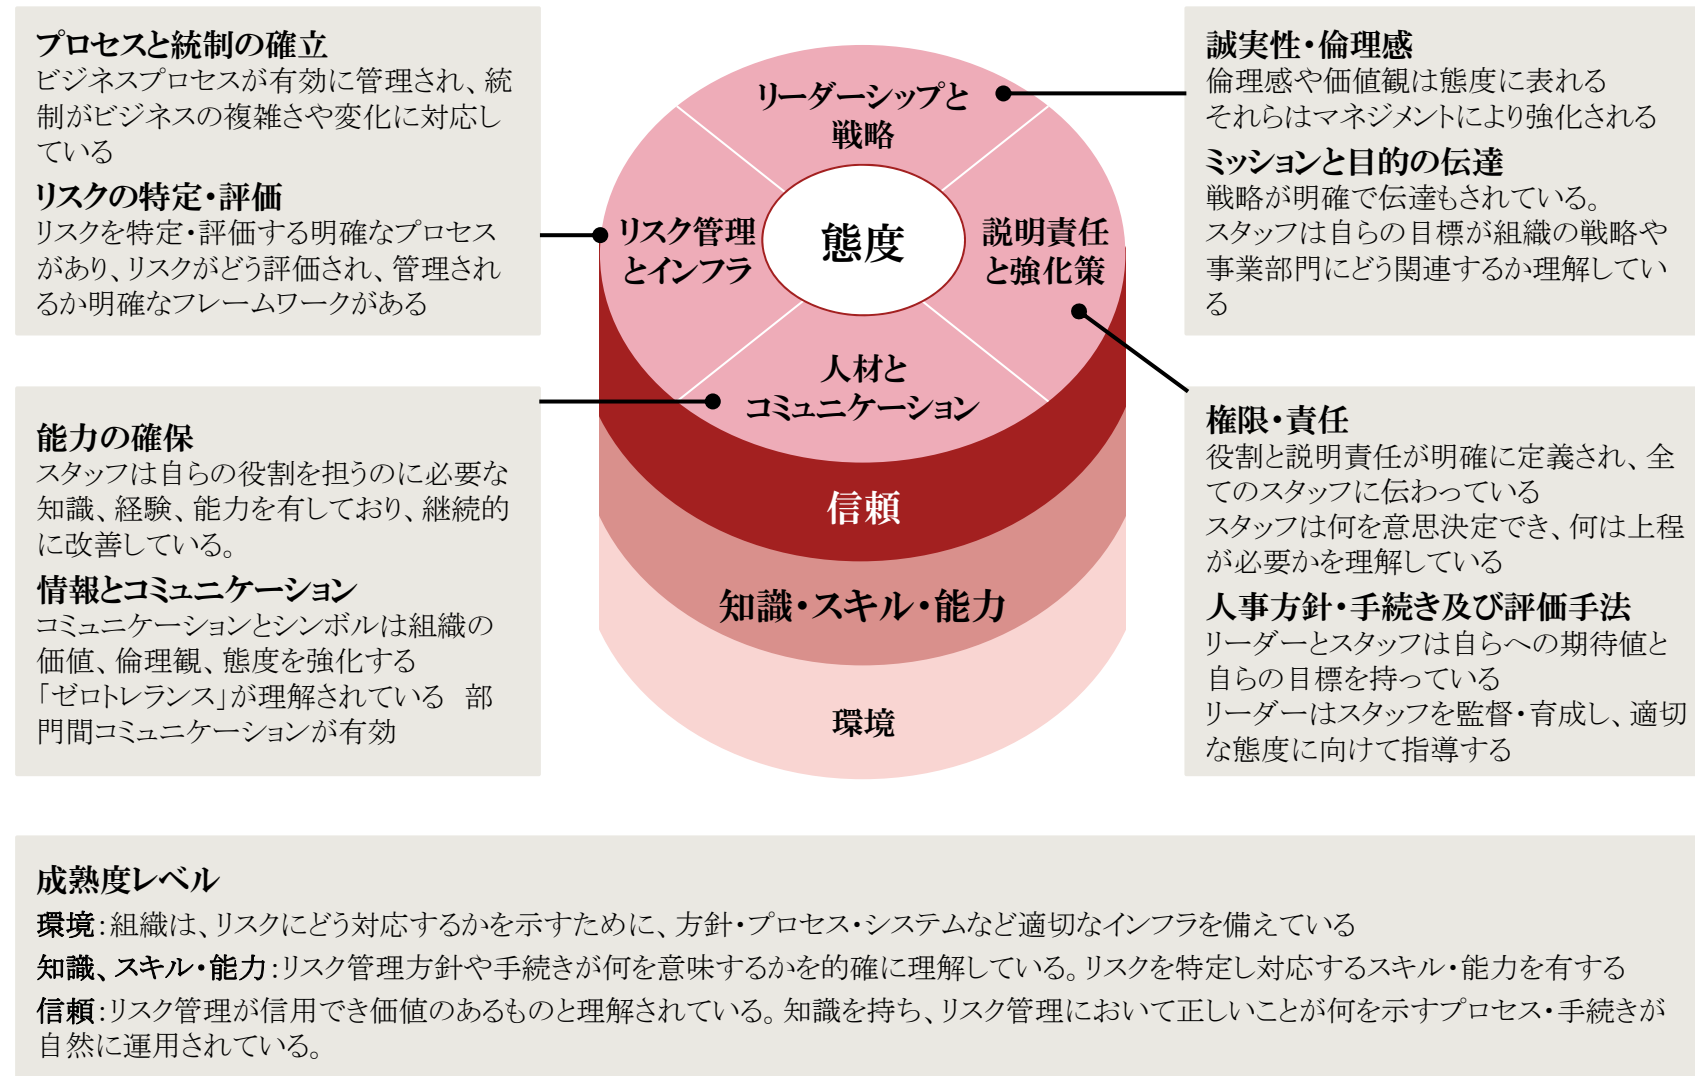 プロセスと統制の確立
ビジネスプロセスが有効に管理され、統
制がビジネスの複雑さや変化に対応し
ている
リスクの特定・評価
リスクを特定・評価する明確なプロセス
があり、リスクがどう評価され、管理され
るか明確なフレームワークがある
能力の確保
スタッフは自らの役割を担うのに必要な
知識、経験、能力を有しており、継続的
に改善している。
情報とコミュニケーション
コミュニケーションとシンボルは組織の
価値、倫理観、態度を強化する
「ゼロトレランス」が理解されている　部
門間コミュニケーションが有効
リーダーシップと
戦略
リスク管理
とインフラ
態度
説明責任
と強化策
人材と
コミュニケーション
信頼
知識・スキル・能力
環境
誠実性・倫理感
倫理感や価値観は態度に表れる
それらはマネジメントにより強化される
ミッションと目的の伝達
戦略が明確で伝達もされている。
スタッフは自らの目標が組織の戦略や
事業部門にどう関連するか理解してい
る
権限・責任
役割と説明責任が明確に定義され、全
てのスタッフに伝わっている
スタッフは何を意思決定でき、何は上程
が必要かを理解している
人事方針・手続き及び評価手法
リーダーとスタッフは自らへの期待値と
自らの目標を持っている
リーダーはスタッフを監督・育成し、適切
な態度に向けて指導する
成熟度レベル
環境：組織は、リスクにどう対応するかを示すために、方針・プロセス・システムなど適切なインフラを備えている
知識、スキル・能力：リスク管理方針や手続きが何を意味するかを的確に理解している。リスクを特定し対応するスキル・能力を有する
信頼：リスク管理が信用でき価値のあるものと理解されている。知識を持ち、リスク管理において正しいことが何を示すプロセス・手続きが
自然に運用されている。